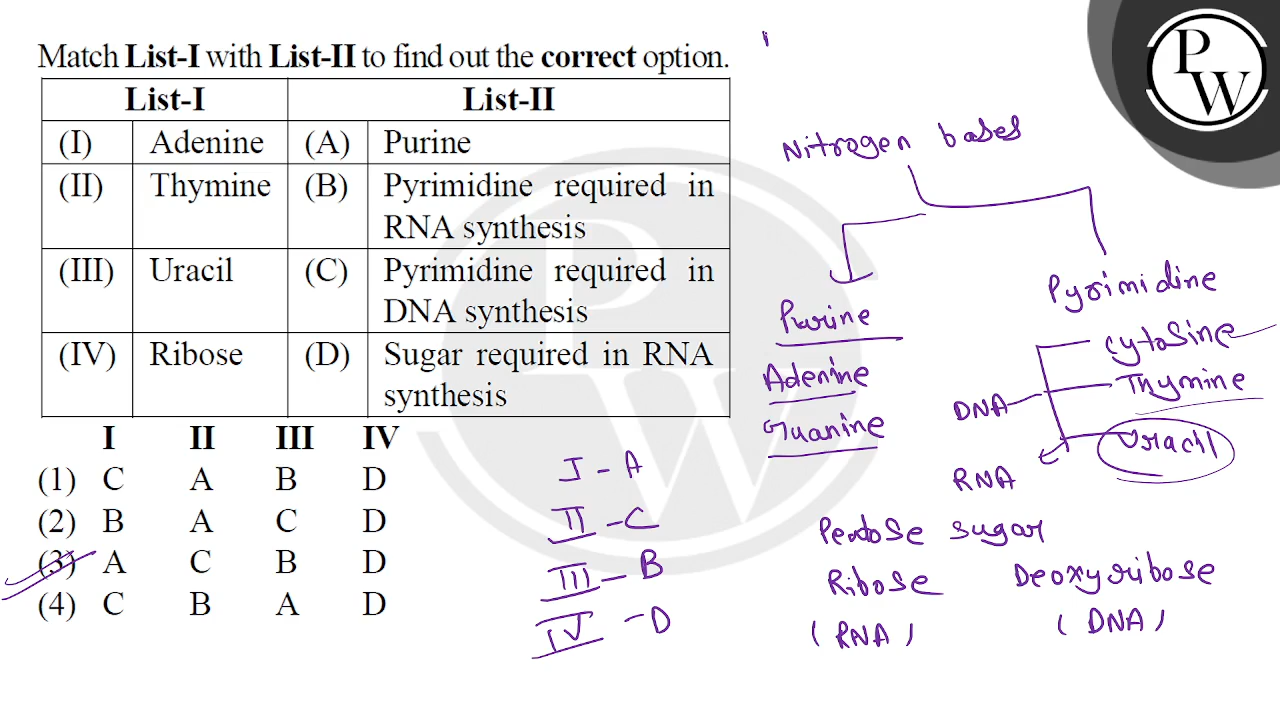 Match List-I with List-II to find out the correct option.
List-I List-II
(I) Adenine (A) Purine
(II) Thymine (B) Pyrimidine required in
RNA synthesis
(III) Uracil (C) Pyrimidine required in
DNA synthesis
(IV) Ribose (D) Sugar required in RNA
synthesis
I II III IV
(1) C A B D
(2) B A C D
(3) A C B D
(4) C B A D
I - A
II - C
III - B
IV - D
Nitrogen bases
Purine
Adenine
Guanine
Pyrimidine
Cytosine
Thymine
Uracil
DNA
RNA
Pentose sugar
Ribose Deoxyribose
(RNA) (DNA)
P
W
P
W